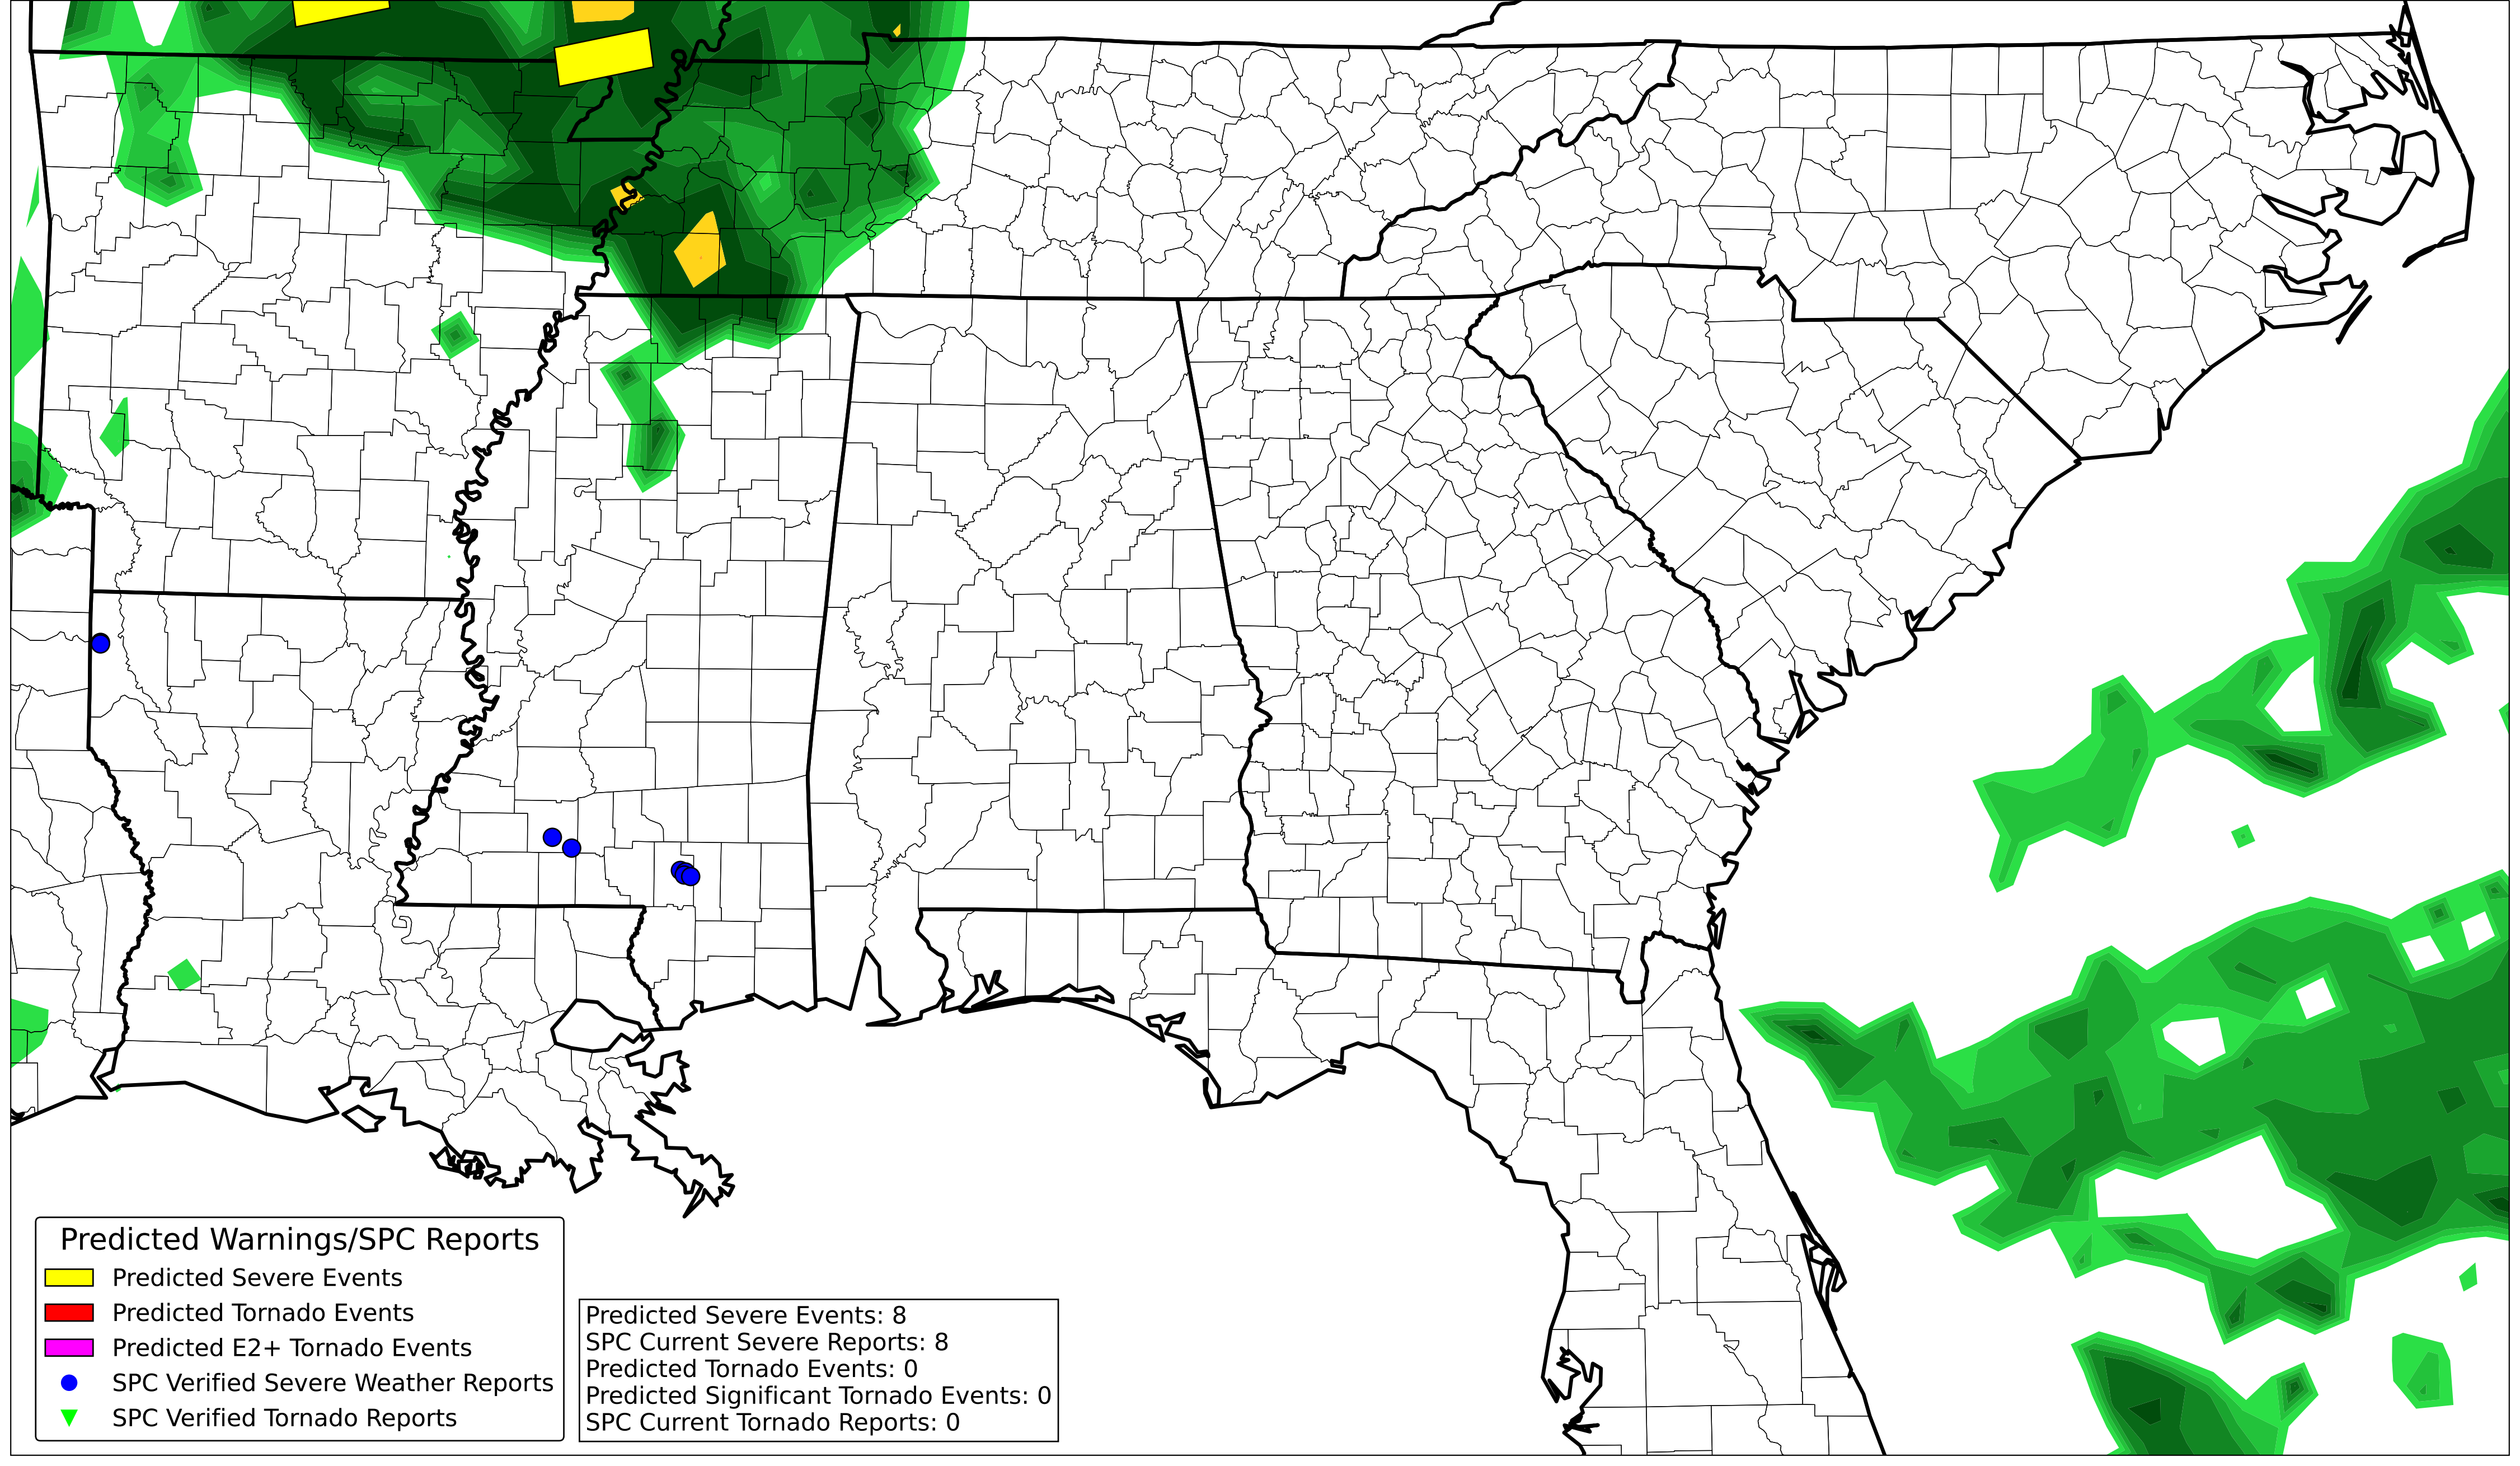 Predicted Warnings/SPC Reports
Predicted Severe Events
Predicted Tornado Events
Predicted E2+ Tornado Events
SPC Verified Severe Weather Reports
SPC Verified Tornado Reports
Predicted Severe Events: 8
SPC Current Severe Reports: 8
Predicted Tornado Events: 0
Predicted Significant Tornado Events: 0
SPC Current Tornado Reports: 0